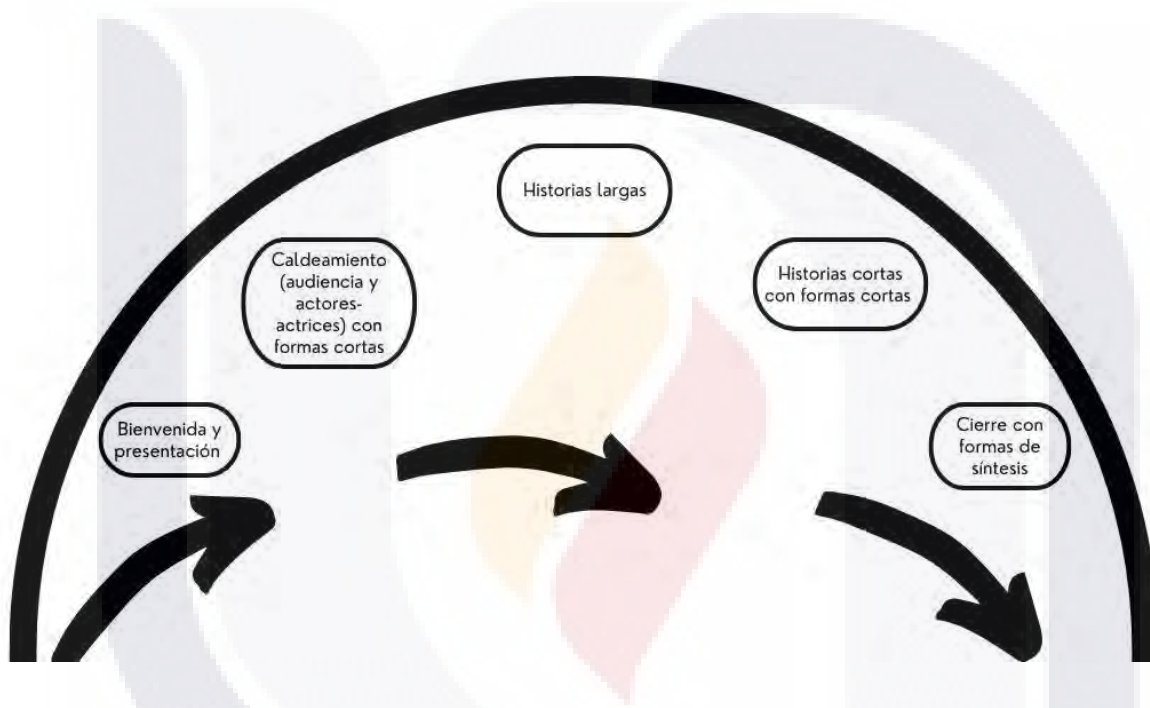 Bienvenida y
presentación
Caldeamiento
(audiencia y
actores-
actrices) con
formas cortas
Historias largas
Historias cortas
con formas cortas
Cierre con
formas de
síntesis